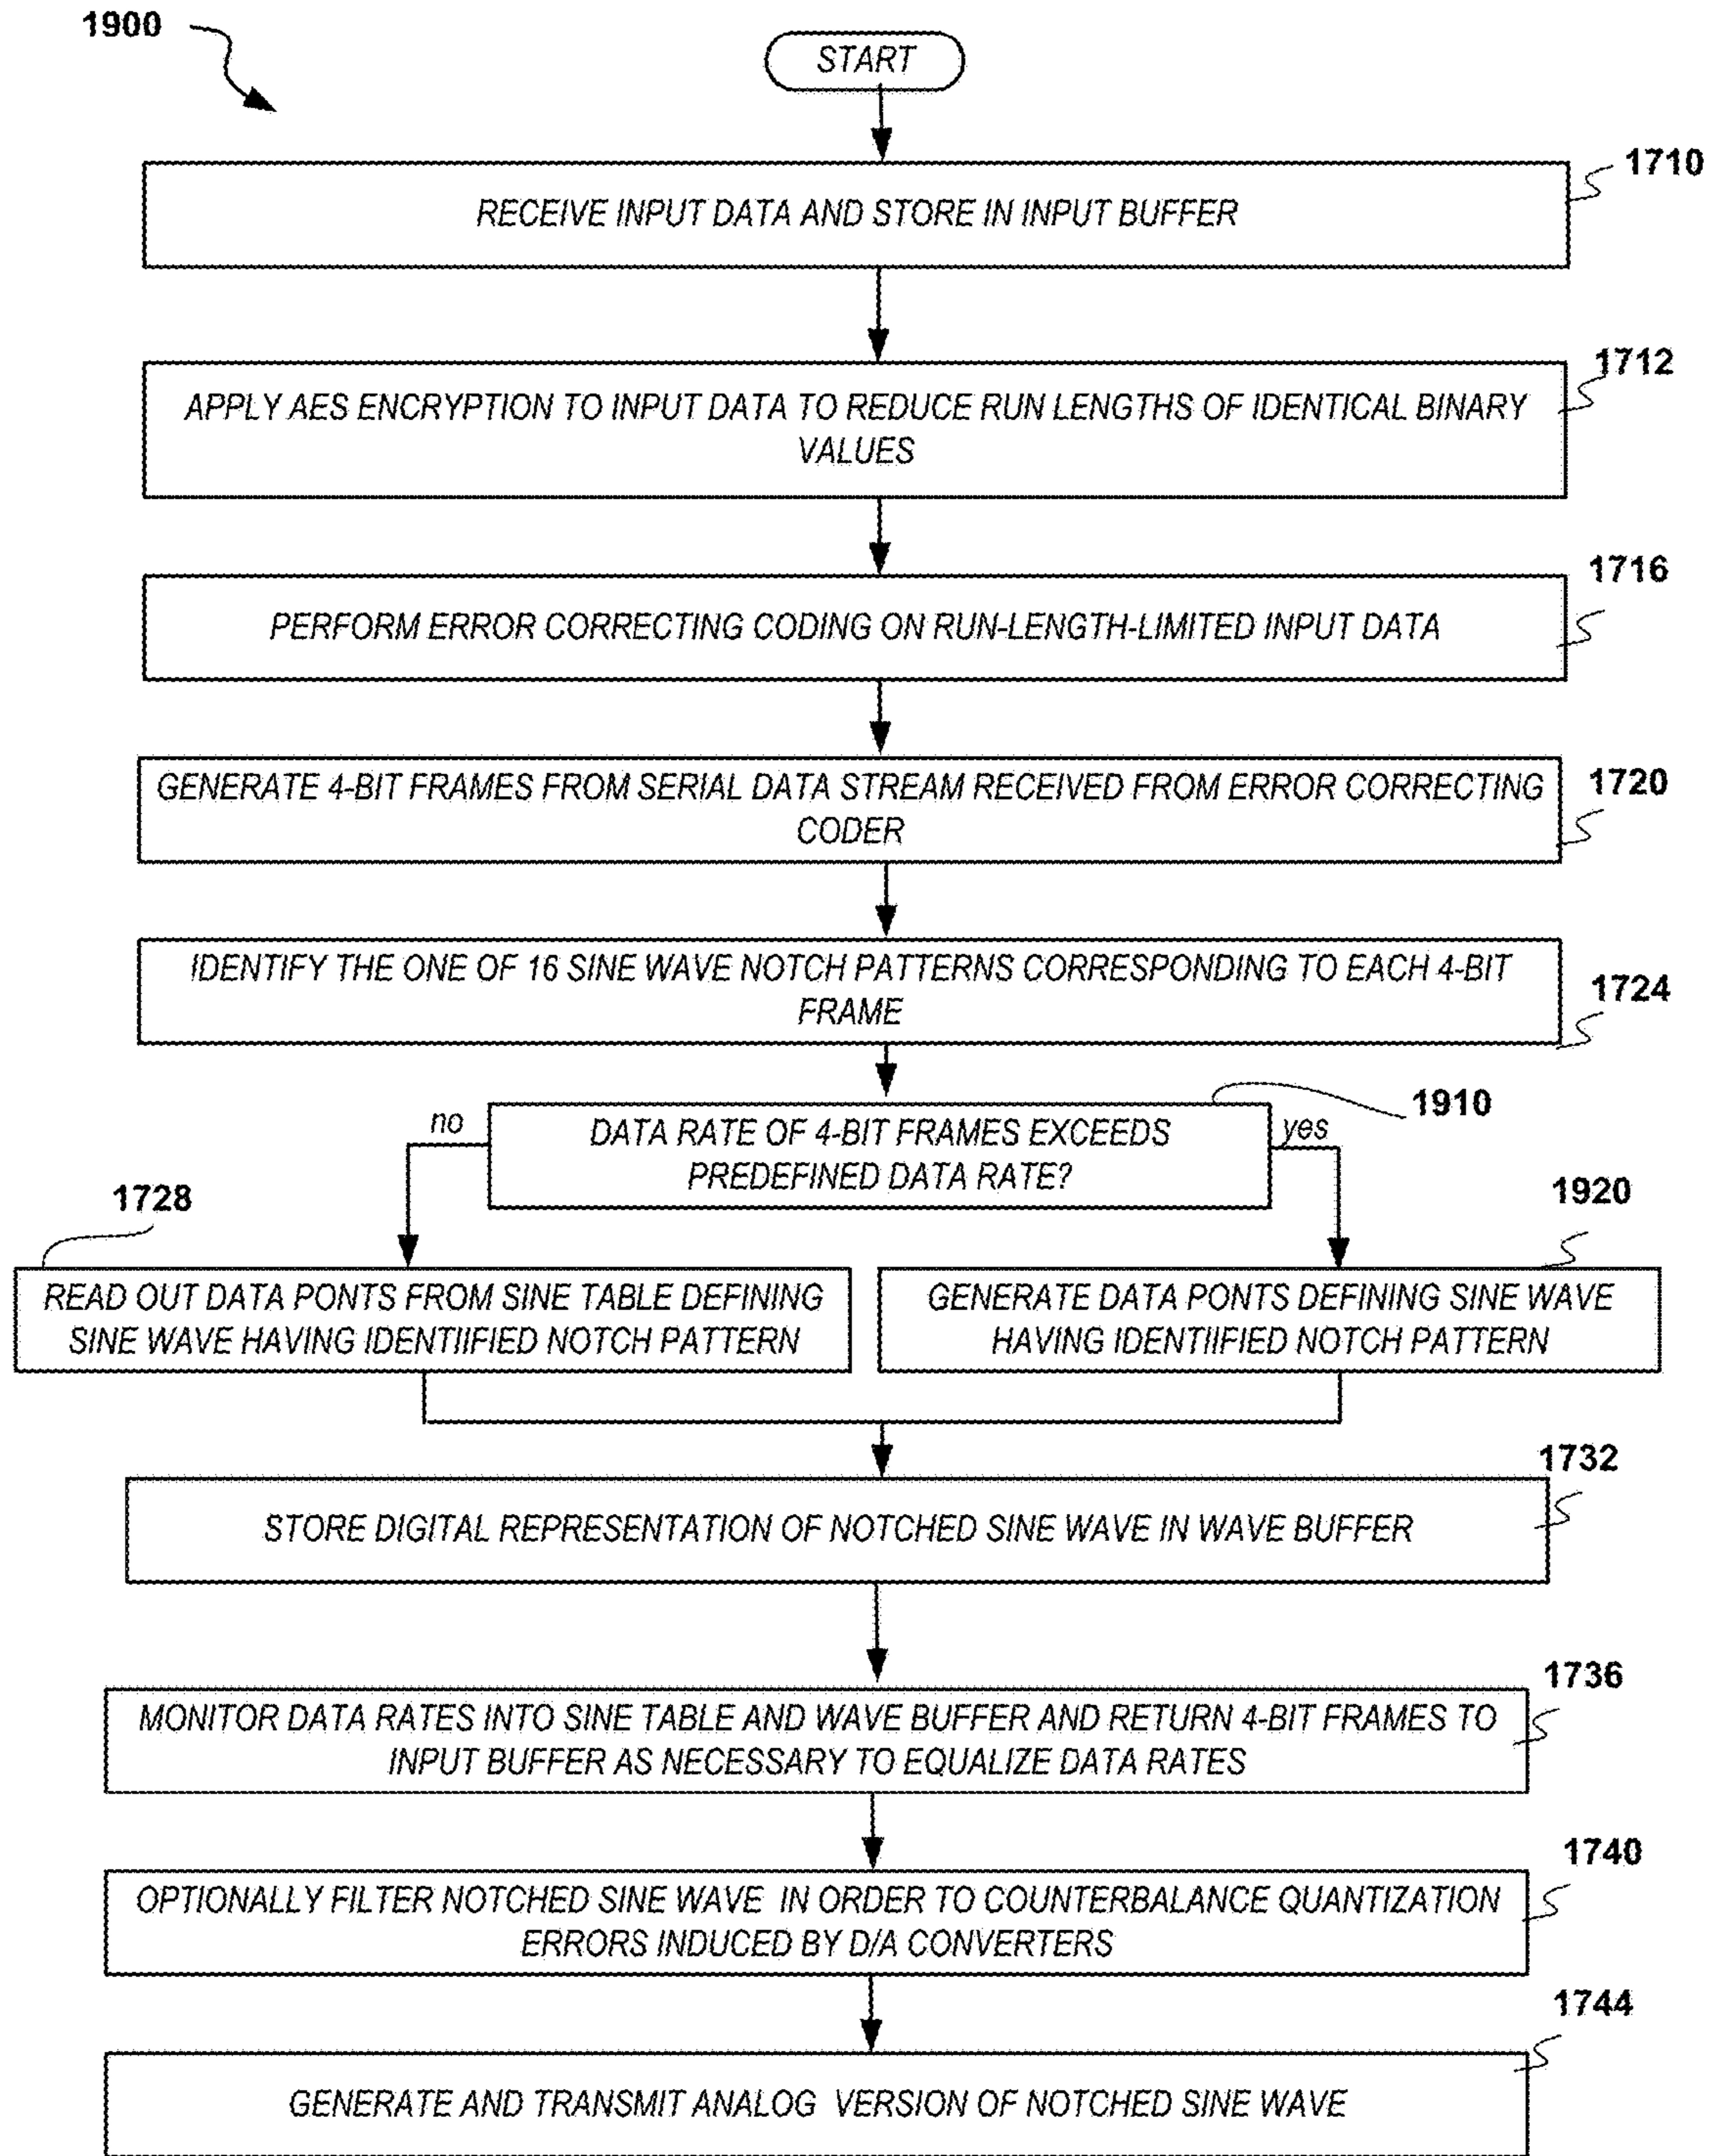 1900
START
1710
RECEIVE INPUT DATA AND STORE IN INPUT BUFFER
1712
APPLY AES ENCRYPTION TO INPUT DATA TO REDUCE RUN LENGTHS OF IDENTICAL BINARY
VALUES
1716
PERFORM ERROR CORRECTING CODING ON RUN-LENGTH-LIMITED INPUT DATA
1720
GENERATE 4-BIT FRAMES FROM SERIAL DATA STREAM RECEIVED FROM ERROR CORRECTING
CODER
1724
IDENTIFY THE ONE OF 16 SINE WAVE NOTCH PATTERNS CORRESPONDING TO EACH 4-BIT
FRAME
1910
no
DATA RATE OF 4-BIT FRAMES EXCEEDS
PREDEFINED DATA RATE?
yes
1728
READ OUT DATA PONTS FROM SINE TABLE DEFINING
SINE WAVE HAVING IDENTIIFIED NOTCH PATTERN
1920
GENERATE DATA PONTS DEFINING SINE WAVE
HAVING IDENTIIFIED NOTCH PATTERN
1732
STORE DIGITAL REPRESENTATION OF NOTCHED SINE WAVE IN WAVE BUFFER
1736
MONITOR DATA RATES INTO SINE TABLE AND WAVE BUFFER AND RETURN 4-BIT FRAMES TO
INPUT BUFFER AS NECESSARY TO EQUALIZE DATA RATES
1740
OPTIONALLY FILTER NOTCHED SINE WAVE IN ORDER TO COUNTERBALANCE QUANTIZATION
ERRORS INDUCED BY D/A CONVERTERS
1744
GENERATE AND TRANSMIT ANALOG VERSION OF NOTCHED SINE WAVE